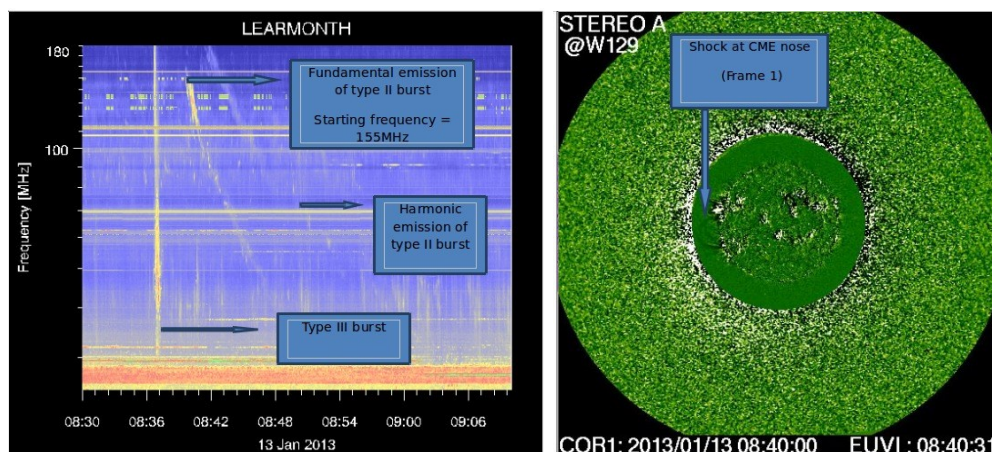 LEARMONTH
180
100
Frequency [MHz]
Fundamental emission
of type II burst
Starting frequency =
155MHz
Harmonic
emission of
type II burst
Type III burst
08:30 08:36 08:42 08:48 08:54 09:00 09:06
13 Jan 2013
STEREO A
@W129
Shock at CME nose
(Frame 1)
COR1: 2013/01/13 08:40:00 EUVI: 08:40:31